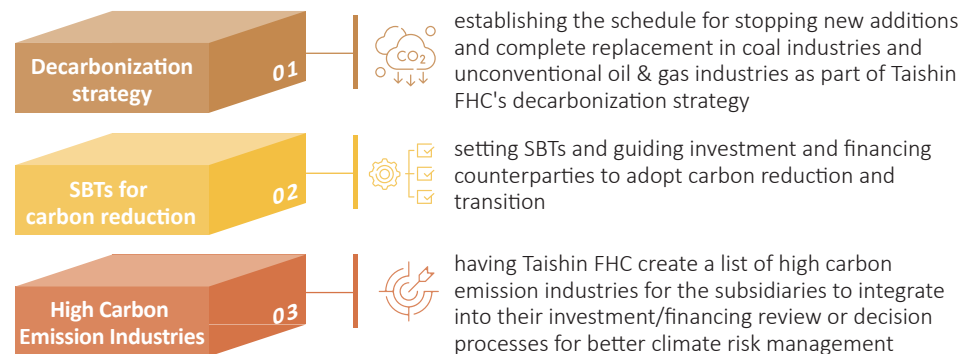 Decarbonization
strategy
01
CO2
establishing the schedule for stopping new additions
and complete replacement in coal industries and
unconventional oil & gas industries as part of Taishin
FHC's decarbonization strategy
SBTs for
carbon reduction
02
setting SBTs and guiding investment and financing
counterparties to adopt carbon reduction and
transition
High Carbon
Emission Industries
03
having Taishin FHC create a list of high carbon
emission industries for the subsidiaries to integrate
into their investment/financing review or decision
processes for better climate risk management